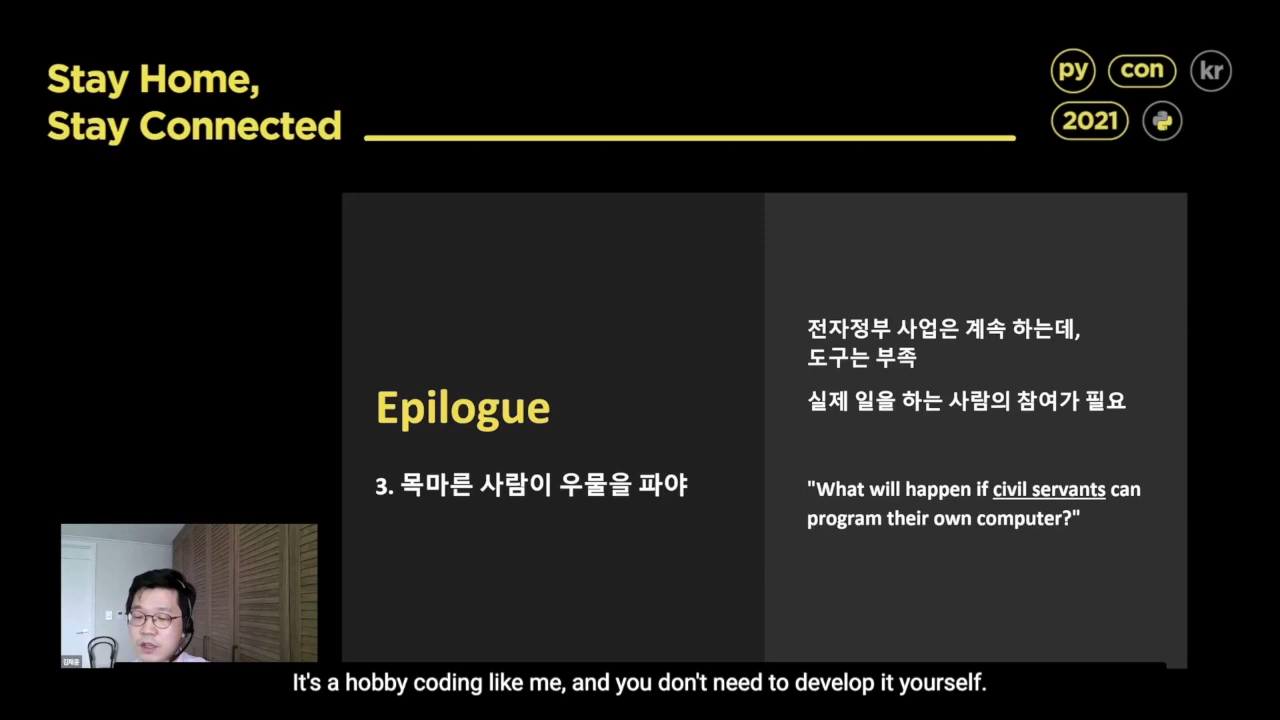 Stay Home,
Stay Connected
py con kr
2021
Epilogue
3. 목마른 사람이 우물을 파야
전자정부 사업은 계속 하는데,
도구는 부족
실제 일을 하는 사람의 참여가 필요
"What will happen if civil servants can
program their own computer?"
It's a hobby coding like me, and you don't need to develop it yourself.